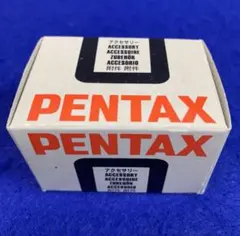 アクセサリー
ACCESSORY
ACCESSOIRE
ZUBEHÖR
ACCESORIO
附件 附件
PENTAX
PENTAX
アクセサリー
ACCESSORY
ACCESSOIRE
ZUBEHÖR
ACCESORIO